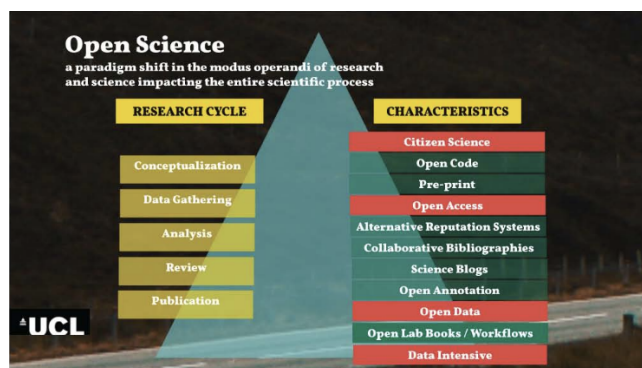 Open Science
a paradigm shift in the modus operandi of research
and science impacting the entire scientific process
RESEARCH CYCLE
Conceptualization
Data Gathering
Analysis
Review
Publication
CHARACTERISTICS
Citizen Science
Open Code
Pre-print
Open Access
Alternative Reputation Systems
Collaborative Bibliographies
Science Blogs
Open Annotation
Open Data
Open Lab Books / Workflows
Data Intensive
UCL